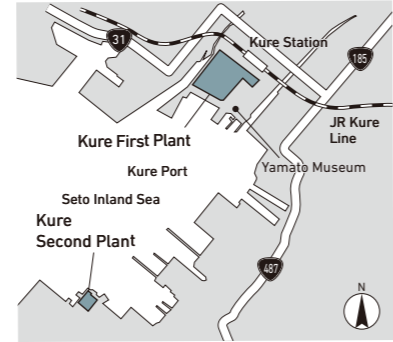 31
Kure Station
185
JR Kure
Line
Kure First Plant
Yamato Museum
Kure Port
Seto Inland Sea
Kure
Second Plant
487
N